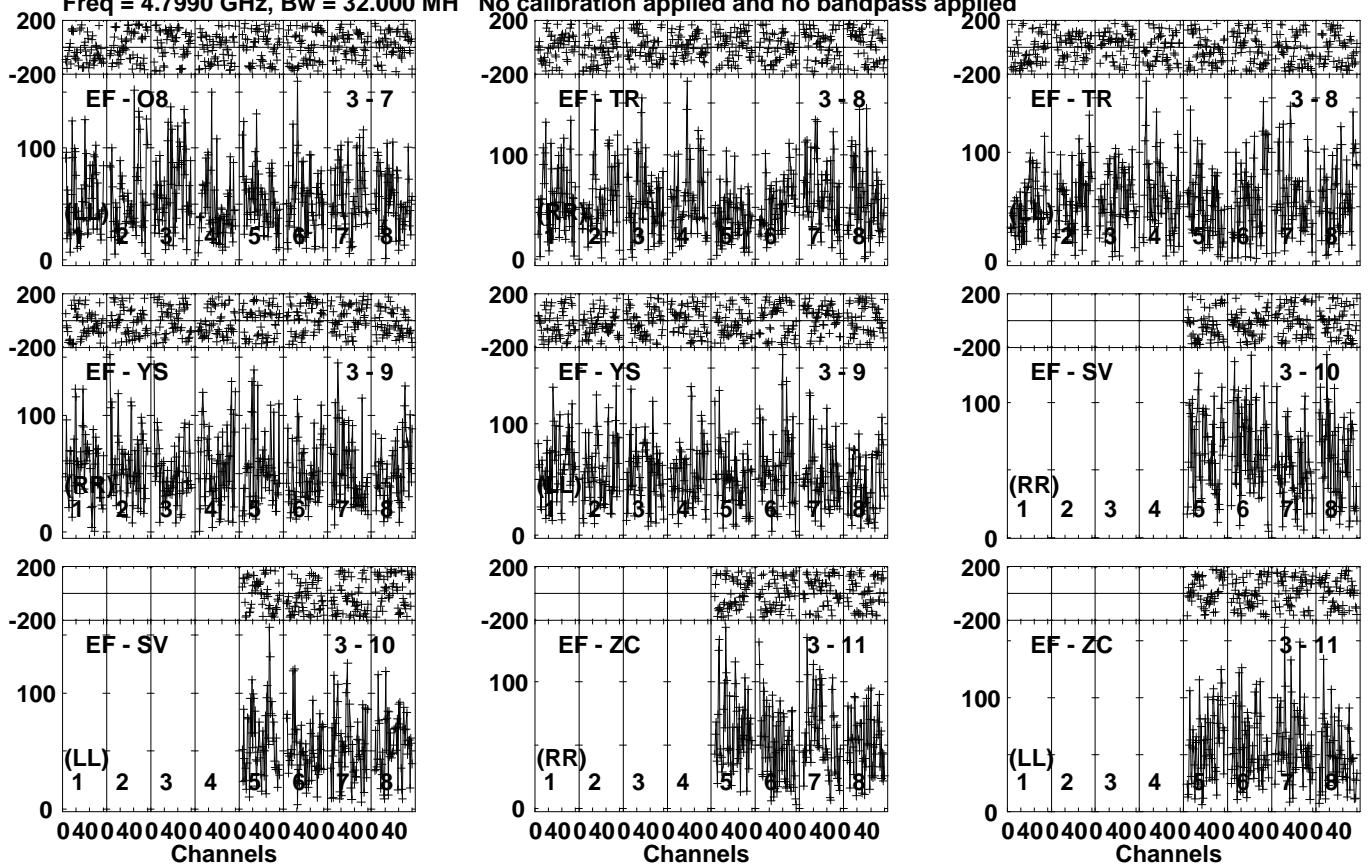 Freq = 4.7990 GHz, Bw = 32.000 MH No calibration applied and no bandpass applied
200
-200
EF - O8 3 - 7
100
(LL)
1 2 3 4 5 6 7 8
0
200
-200
EF - TR 3 - 8
100
(RR)
1 2 3 4 5 6 7 8
0
200
-200
EF - TR 3 - 8
100
(LL)
1 2 3 4 5 6 7 8
0
200
-200
EF - YS 3 - 9
100
(RR)
1 2 3 4 5 6 7 8
0
200
-200
EF - YS 3 - 9
100
(LL)
1 2 3 4 5 6 7 8
0
200
-200
EF - SV 3 - 10
100
(RR)
1 2 3 4 5 6 7 8
0
200
-200
EF - SV 3 - 10
100
(LL)
1 2 3 4 5 6 7 8
0
0 40 0 40 0 40 0 40 0 40 0 40 0 40 0 40
Channels
200
-200
EF - ZC 3 - 11
100
(RR)
1 2 3 4 5 6 7 8
0
0 40 0 40 0 40 0 40 0 40 0 40 0 40 0 40
Channels
200
-200
EF - ZC 3 - 11
100
(LL)
1 2 3 4 5 6 7 8
0
0 40 0 40 0 40 0 40 0 40 0 40 0 40 0 40
Channels